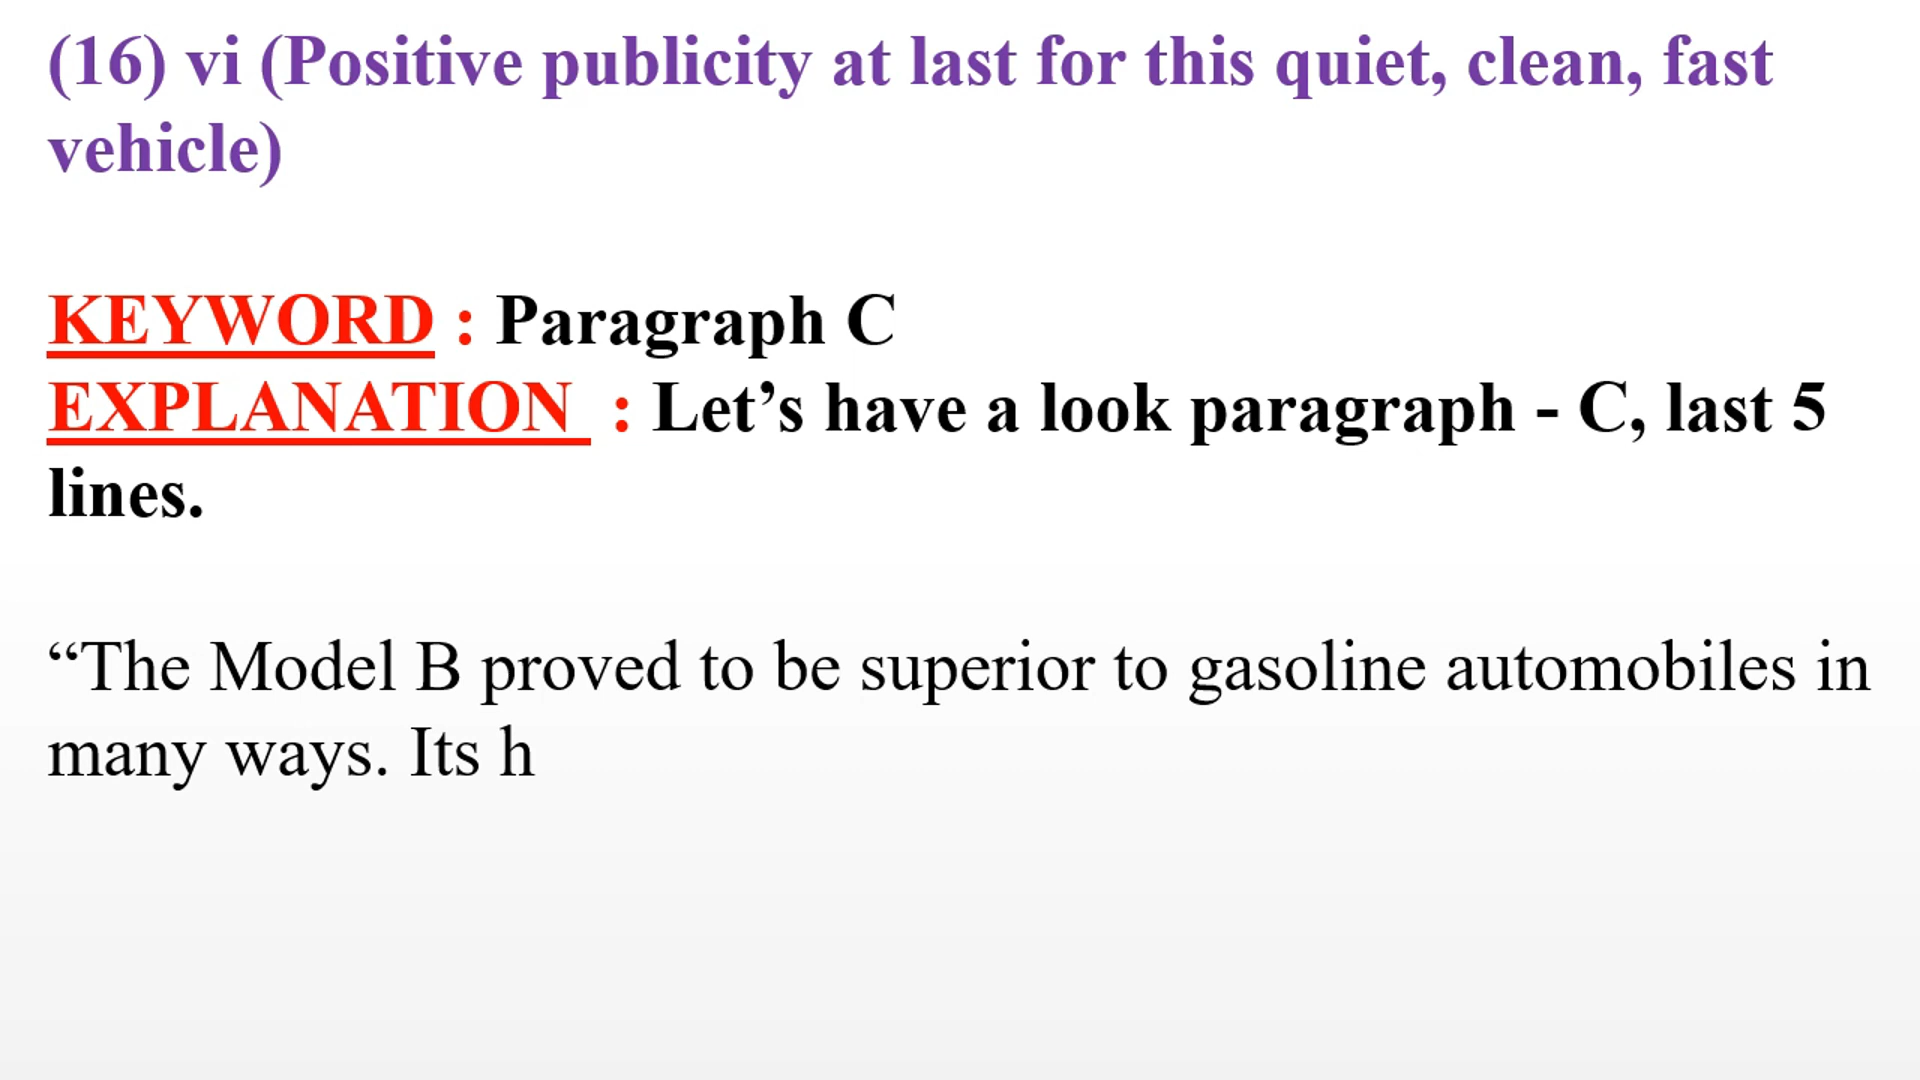 (16) vi (Positive publicity at last for this quiet, clean, fast
vehicle)
KEYWORD : Paragraph C
EXPLANATION : Let’s have a look paragraph - C, last 5
lines.
“The Model B proved to be superior to gasoline automobiles in
many ways. Its h